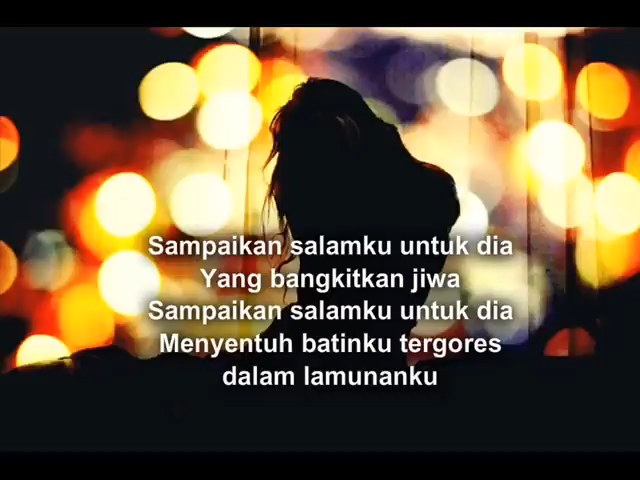 Sampaikan salamku untuk dia
Yang bangkitkan jiwa
Sampaikan salamku untuk dia
Menyentuh batinku tergores
dalam lamunanku